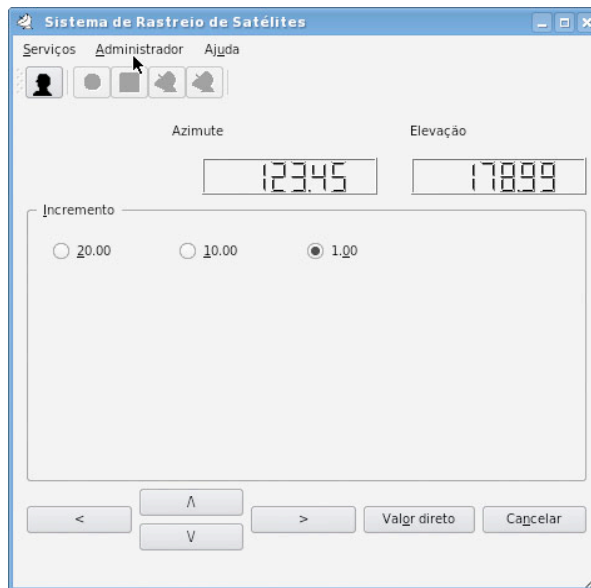 Sistema de Rastreio de Satélites
Serviços Administrador Ajuda
Azimute Elevação
123.45 178.99
Incremento
20.00 10.00 1.00
/\
< > Valor direto Cancelar
\/